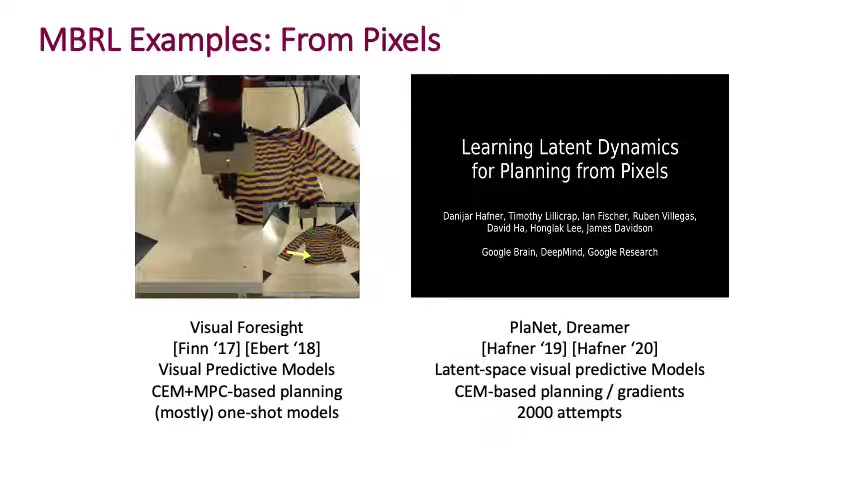 MBRL Examples: From Pixels
Learning Latent Dynamics
for Planning from Pixels
Danijar Hafner, Timothy Lillicrap, Ian Fischer, Ruben Villegas,
David Ha, Honglak Lee, James Davidson
Google Brain, DeepMind, Google Research
Visual Foresight
[Finn ‘17] [Ebert ‘18]
Visual Predictive Models
CEM+MPC-based planning
(mostly) one-shot models
PlaNet, Dreamer
[Hafner ‘19] [Hafner ‘20]
Latent-space visual predictive Models
CEM-based planning / gradients
2000 attempts